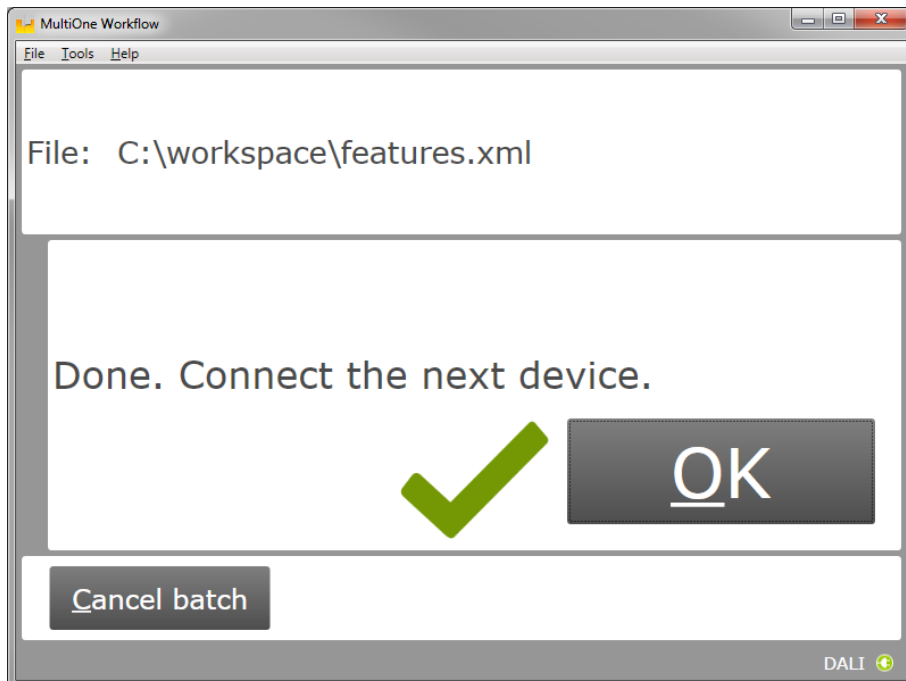 MultiOne Workflow
File Tools Help
File: C:\workspace\features.xml
Done. Connect the next device.
OK
Cancel batch
DALI